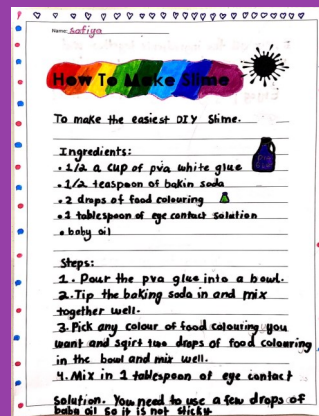 Name: Safiya
How To Make Slime
To make the easiest DIY Slime.
Ingredients:
• 1/2 a cup of pva white glue
• 1/2 teaspoon of bakin soda
• 2 drops of food colouring
• 1 tablespoon of eye contact solution
• baby oil
Steps:
1. Pour the pva glue into a bowl.
2. Tip the baking soda in and mix
together well.
3. Pick any colour of food colouring you
want and sqirt two drops of food colouring
in the bowl and mix well.
4. Mix in 1 tablespoon of eye contact
solution. You need to use a few drops of
baby oil so it is not sticky